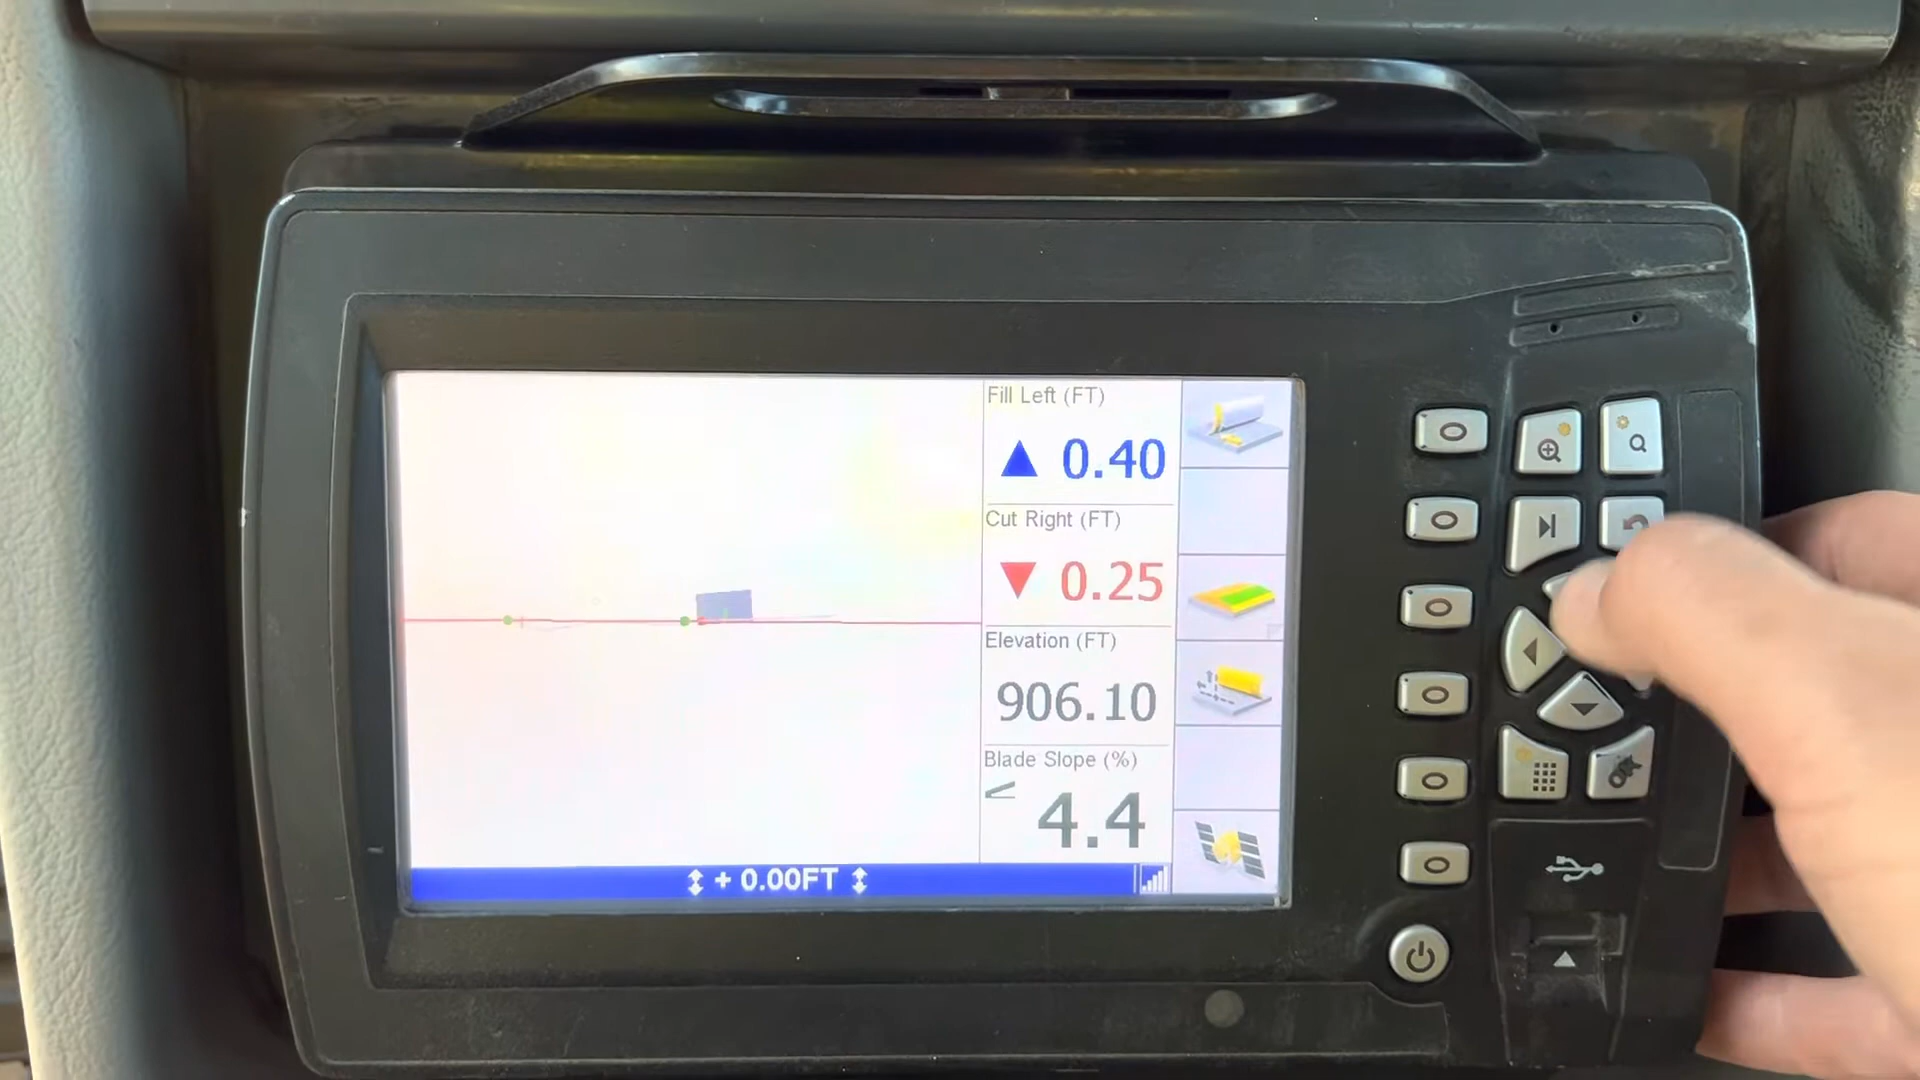 Fill Left (FT)
0.40
Cut Right (FT)
0.25
Elevation (FT)
906.10
Blade Slope (%)
4.4
+ 0.00FT